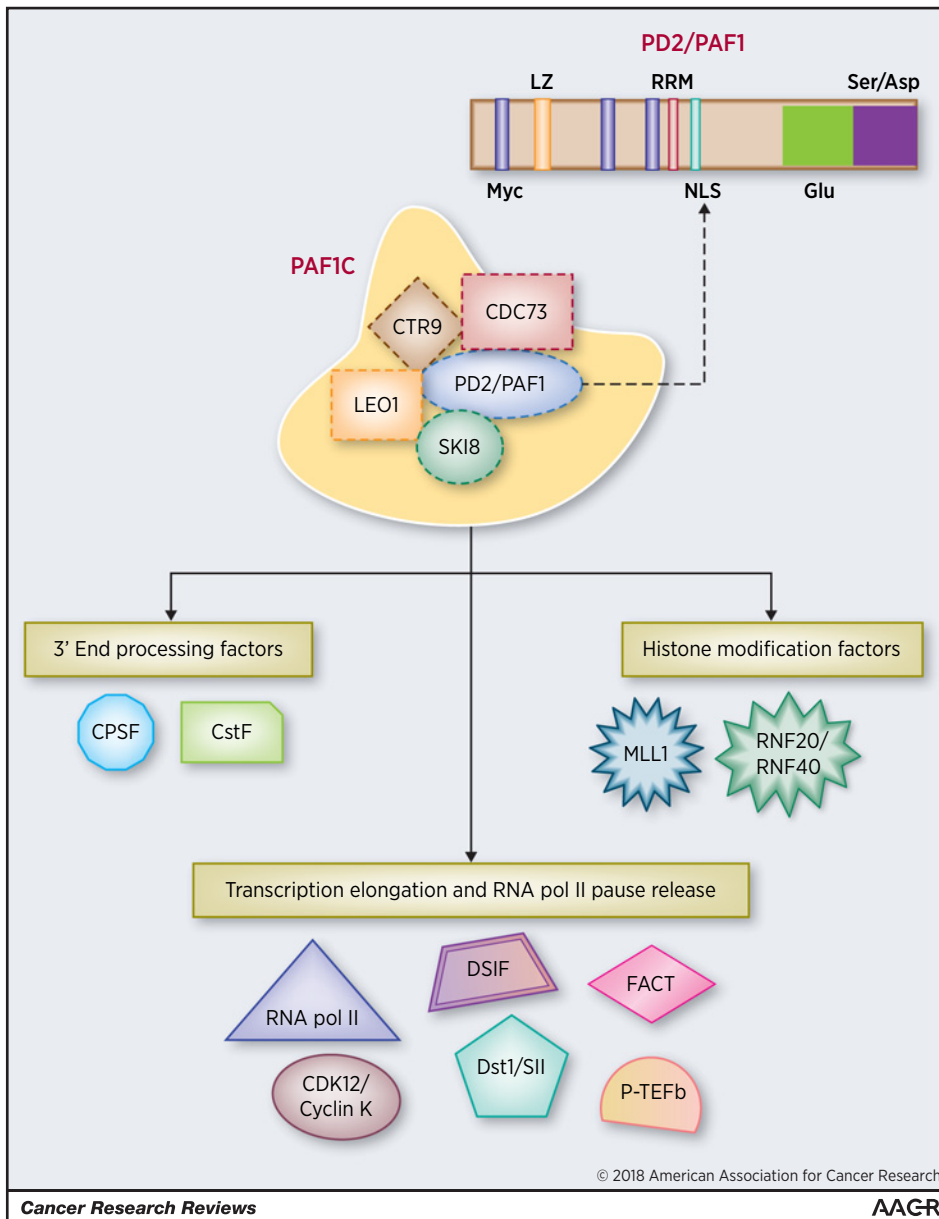 PD2/PAF1
LZ
RRM
Ser/Asp
Myc
NLS
Glu
PAF1C
CTR9
CDC73
PD2/PAF1
LEO1
SKI8
3' End processing factors
Histone modification factors
CPSF
CstF
MLL1
RNF20/
RNF40
Transcription elongation and RNA pol II pause release
RNA pol II
DSIF
FACT
CDK12/
Cyclin K
Dst1/SII
P-TEFb
© 2018 American Association for Cancer Research
Cancer Research Reviews
AACR